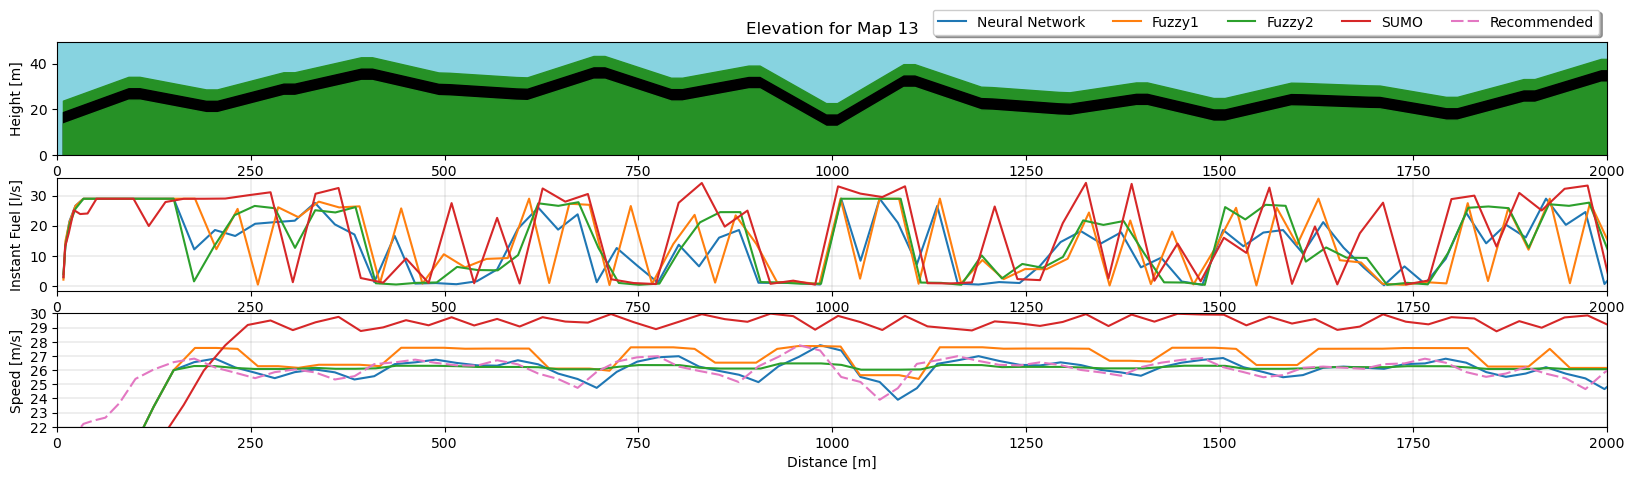 Elevation for Map 13
Neural Network Fuzzy1 Fuzzy2 SUMO Recommended
Height [m]
40
20
0
0 250 500 750 1000 1250 1500 1750 2000
Instant Fuel [l/s]
30
20
10
0
0 250 500 750 1000 1250 1500 1750 2000
Speed [m/s]
30
29
28
27
26
25
24
23
22
0 250 500 750 1000 1250 1500 1750 2000
Distance [m]